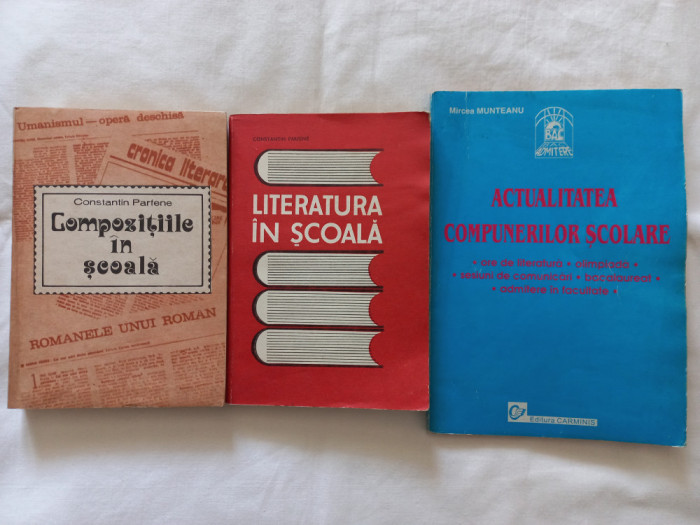 Umanismul—operă deschisă
cronica literară
Constantin Parfene
Compozițiile
în
școală
ROMANELE UNUI ROMAN
CONSTANTIN PARFENE
LITERATURA
ÎN ȘCOALĂ
Mircea MUNTEANU
BAC
ADMITERE
ACTUALITATEA
COMPUNERILOR ȘCOLARE
• ore de literatură • olimpiada •
• sesiuni de comunicări • bacalaureat •
• admitere în facultate •
Editura CARMINIS